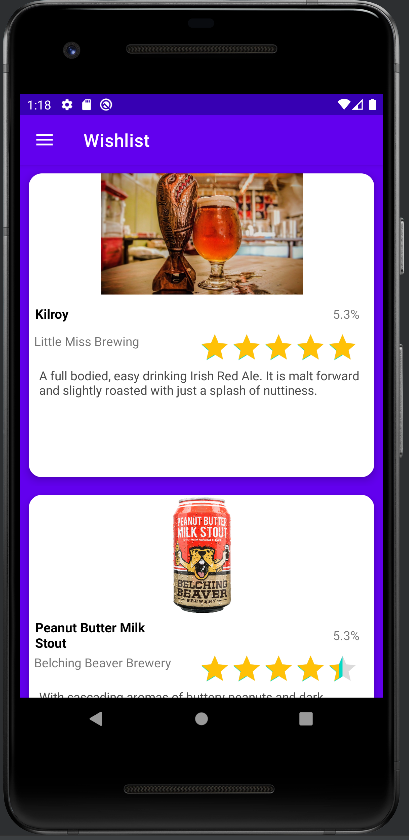 1:18
Wishlist
Kilroy
5.3%
Little Miss Brewing
A full bodied, easy drinking Irish Red Ale. It is malt forward
and slightly roasted with just a splash of nuttiness.
PEANUT BUTTER
MILK STOUT
BELCHING
BEAVER
BREWERY
Peanut Butter Milk
Stout
5.3%
Belching Beaver Brewery
With cascading aromas of buttery peanuts and dark